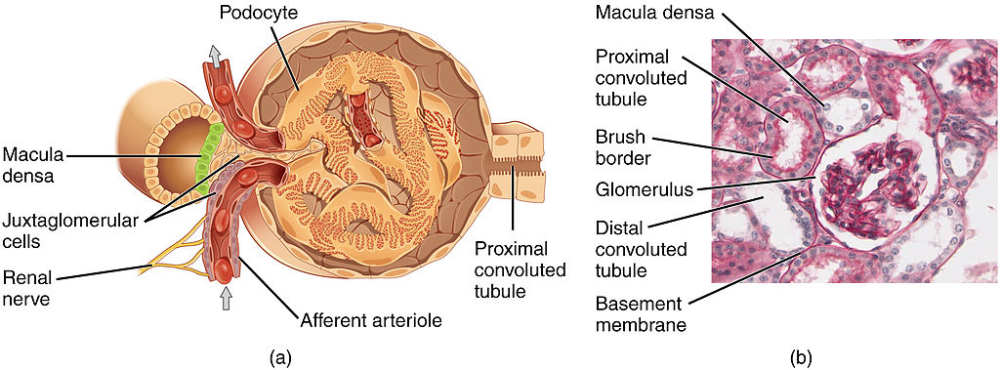 Podocyte
Macula
densa
Juxtaglomerular
cells
Renal
nerve
Afferent arteriole
Proximal
convoluted
tubule
(a)
Macula densa
Proximal
convoluted
tubule
Brush
border
Glomerulus
Distal
convoluted
tubule
Basement
membrane
(b)